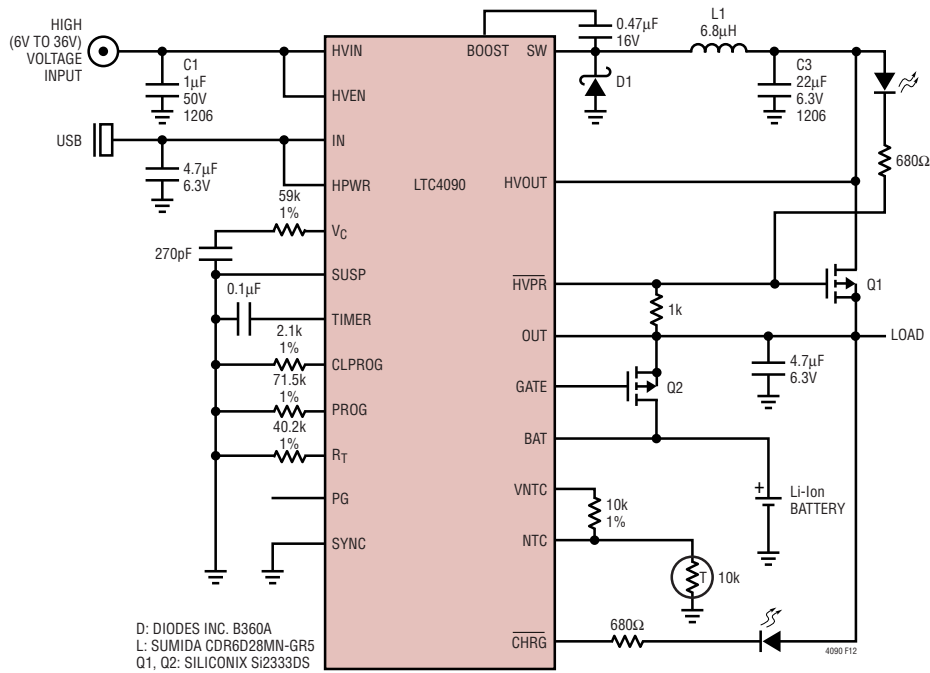 HIGH
(6V TO 36V)
VOLTAGE
INPUT
C1
1µF
50V
1206
HVIN
HVEN
USB
4.7µF
6.3V
IN
HPWR
59k
1%
270pF
VC
SUSP
0.1µF
TIMER
2.1k
1%
CLPROG
71.5k
1%
PROG
40.2k
1%
RT
PG
SYNC
LTC4090
BOOST
SW
0.47µF
16V
D1
L1
6.8µH
C3
22µF
6.3V
1206
680Ω
HVOUT
HVPR
Q1
1k
OUT
LOAD
4.7µF
6.3V
GATE
Q2
BAT
+
Li-Ion
BATTERY
VNTC
10k
1%
NTC
T
10k
CHRG
680Ω
4090 F12
D: DIODES INC. B360A
L: SUMIDA CDR6D28MN-GR5
Q1, Q2: SILICONIX Si2333DS